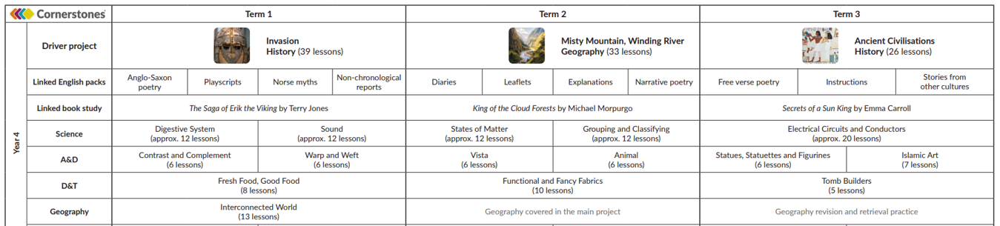 Cornerstones
Term 1
Term 2
Term 3
Year 4
Driver project
Invasion
History (39 lessons)
Misty Mountain, Winding River
Geography (33 lessons)
Ancient Civilisations
History (26 lessons)
Linked English packs
Anglo-Saxon
poetry
Playscripts
Norse myths
Non-chronological
reports
Diaries
Leaflets
Explanations
Narrative poetry
Free verse poetry
Instructions
Stories from
other cultures
Linked book study
The Saga of Erik the Viking by Terry Jones
King of the Cloud Forests by Michael Morpurgo
Secrets of a Sun King by Emma Carroll
Science
Digestive System
(approx. 12 lessons)
Sound
(approx. 12 lessons)
States of Matter
(approx. 12 lessons)
Grouping and Classifying
(approx. 12 lessons)
Electrical Circuits and Conductors
(approx. 20 lessons)
A&D
Contrast and Complement
(6 lessons)
Warp and Weft
(6 lessons)
Vista
(6 lessons)
Animal
(6 lessons)
Statues, Statuettes and Figurines
(6 lessons)
Islamic Art
(7 lessons)
D&T
Fresh Food, Good Food
(8 lessons)
Functional and Fancy Fabrics
(10 lessons)
Tomb Builders
(5 lessons)
Geography
Interconnected World
(13 lessons)
Geography covered in the main project
Geography revision and retrieval practice